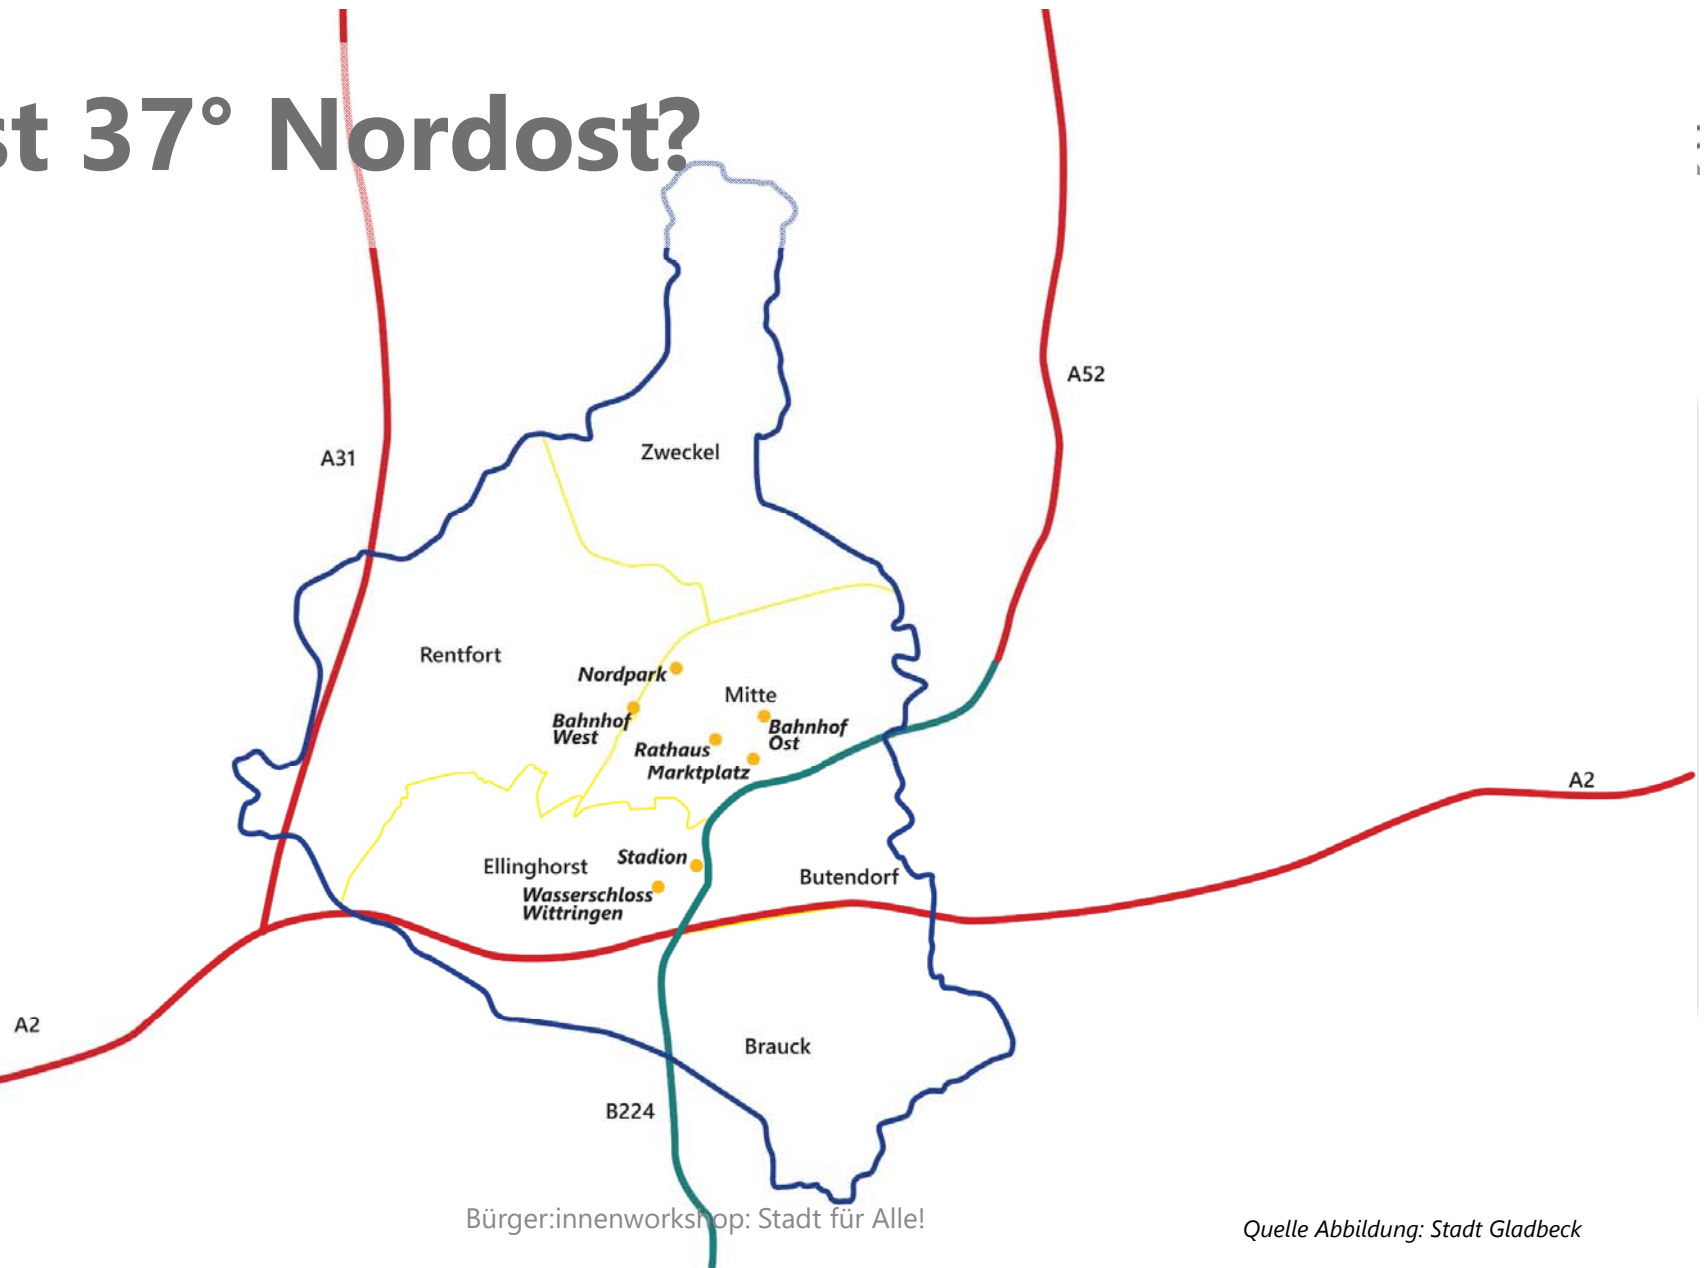 st 37° Nordost?
A52
Zweckel
A31
Rentfort
Nordpark
Mitte
Bahnhof
West
Bahnhof
Ost
Rathaus
Marktplatz
A2
Stadion
Ellinghorst
Butendorf
Wasserschloss
Wittringen
A2
Brauck
B224
Bürger:innenworkshop: Stadt für Alle!
Quelle Abbildung: Stadt Gladbeck